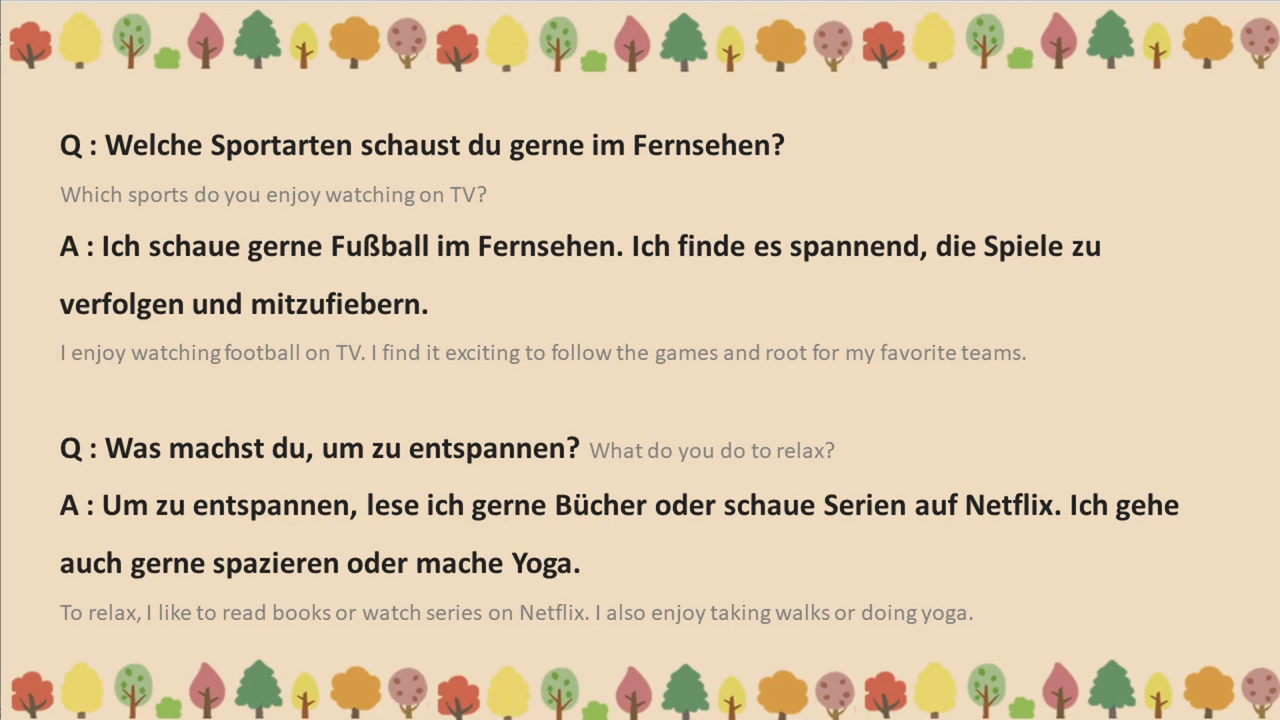 Q : Welche Sportarten schaust du gerne im Fernsehen?
Which sports do you enjoy watching on TV?
A : Ich schaue gerne Fußball im Fernsehen. Ich finde es spannend, die Spiele zu
verfolgen und mitzufiebern.
I enjoy watching football on TV. I find it exciting to follow the games and root for my favorite teams.
Q : Was machst du, um zu entspannen? What do you do to relax?
A : Um zu entspannen, lese ich gerne Bücher oder schaue Serien auf Netflix. Ich gehe
auch gerne spazieren oder mache Yoga.
To relax, I like to read books or watch series on Netflix. I also enjoy taking walks or doing yoga.